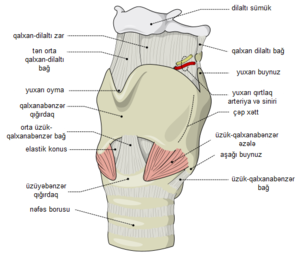 dilaltı sümük
qalxan-dilaltı zar
tən orta
qalxan-dilaltı
bağ
qalxan dilaltı bağ
yuxarı buynuz
yuxarı oyma
yuxarı qırtlaq
arteriya və siniri
qalxanabənzər
qığırdaq
çəp xətt
orta üzük-
qalxanabənzər bağ
elastik konus
üzük-qalxanabənzər
əzələ
aşağı buynuz
üzüyəbənzər
qığırdaq
üzük-qalxanabənzər
bağ
nəfəs borusu